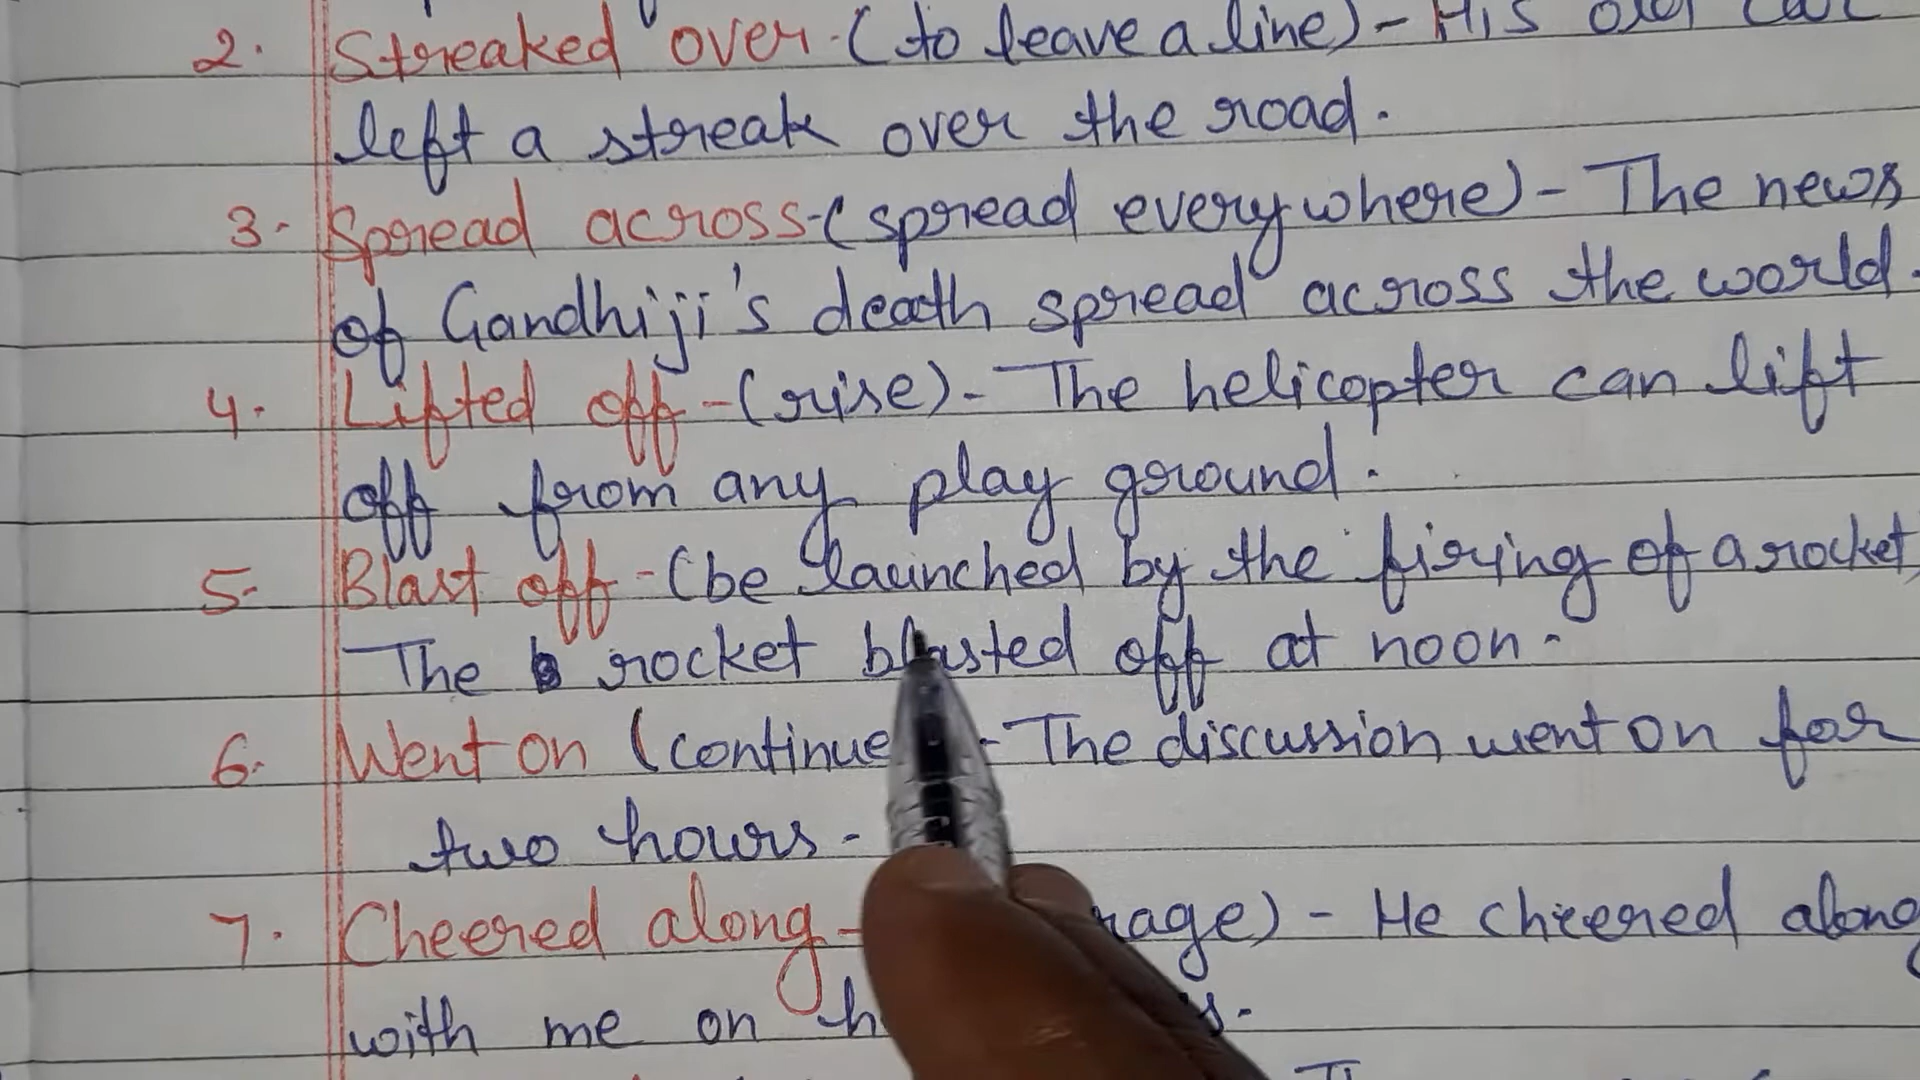 2. Streaked over - (to leave a line) - His old car
left a streak over the road.
3. Spread across - (spread everywhere) - The news
of Gandhiji's death spread across the world.
4. Lifted off - (rise) - The helicopter can lift
off from any play ground.
5. Blast off - (be launched by the firing of a rocket)
The rocket blasted off at noon.
6. Went on (continue) - The discussion went on for
two hours.
7. Cheered along - rage) - He cheered along
with me on